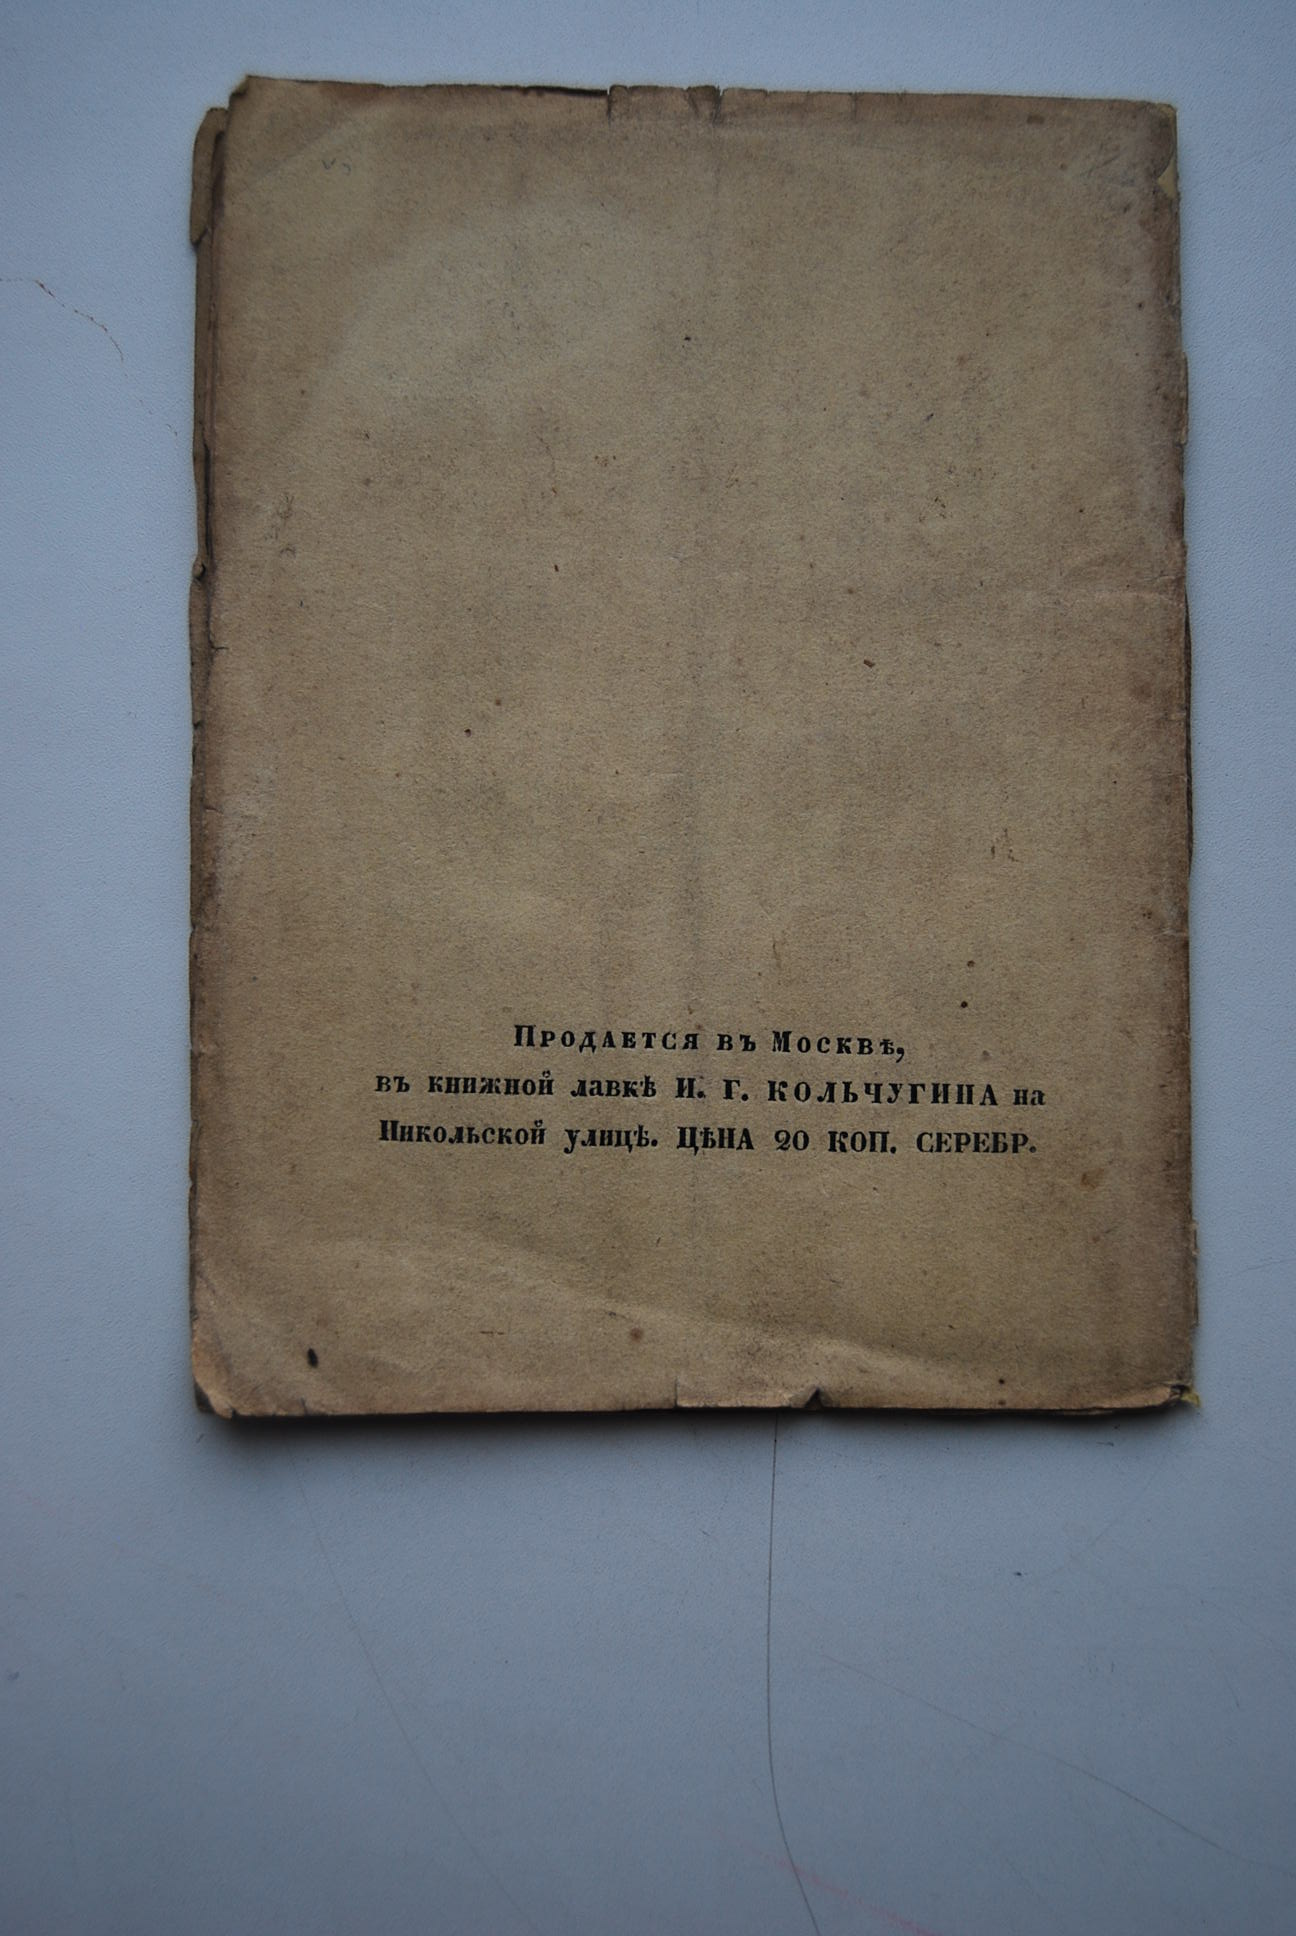 Продается въ Москвѣ,
въ книжной лавкѣ И. Г. КОЛЬЧУГИНА на
Никольской улицѣ. ЦѢНА 20 КОП. СЕРЕБР.